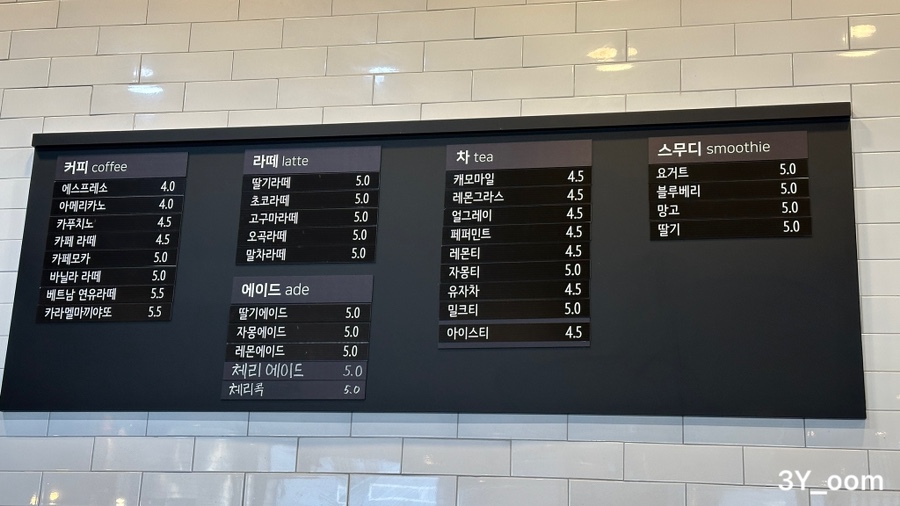 커피 coffee
에스프레소 4.0
아메리카노 4.0
카푸치노 4.5
카페 라떼 4.5
카페모카 5.0
바닐라 라떼 5.0
베트남 연유라떼 5.5
카라멜마끼야또 5.5
라떼 latte
딸기라떼 5.0
초코라떼 5.0
고구마라떼 5.0
오곡라떼 5.0
말차라떼 5.0
에이드 ade
딸기에이드 5.0
자몽에이드 5.0
레몬에이드 5.0
체리 에이드 5.0
체리콕 5.0
차 tea
캐모마일 4.5
레몬그라스 4.5
얼그레이 4.5
페퍼민트 4.5
레몬티 4.5
자몽티 5.0
유자차 4.5
밀크티 5.0
아이스티 4.5
스무디 smoothie
요거트 5.0
블루베리 5.0
망고 5.0
딸기 5.0
3Y_oom